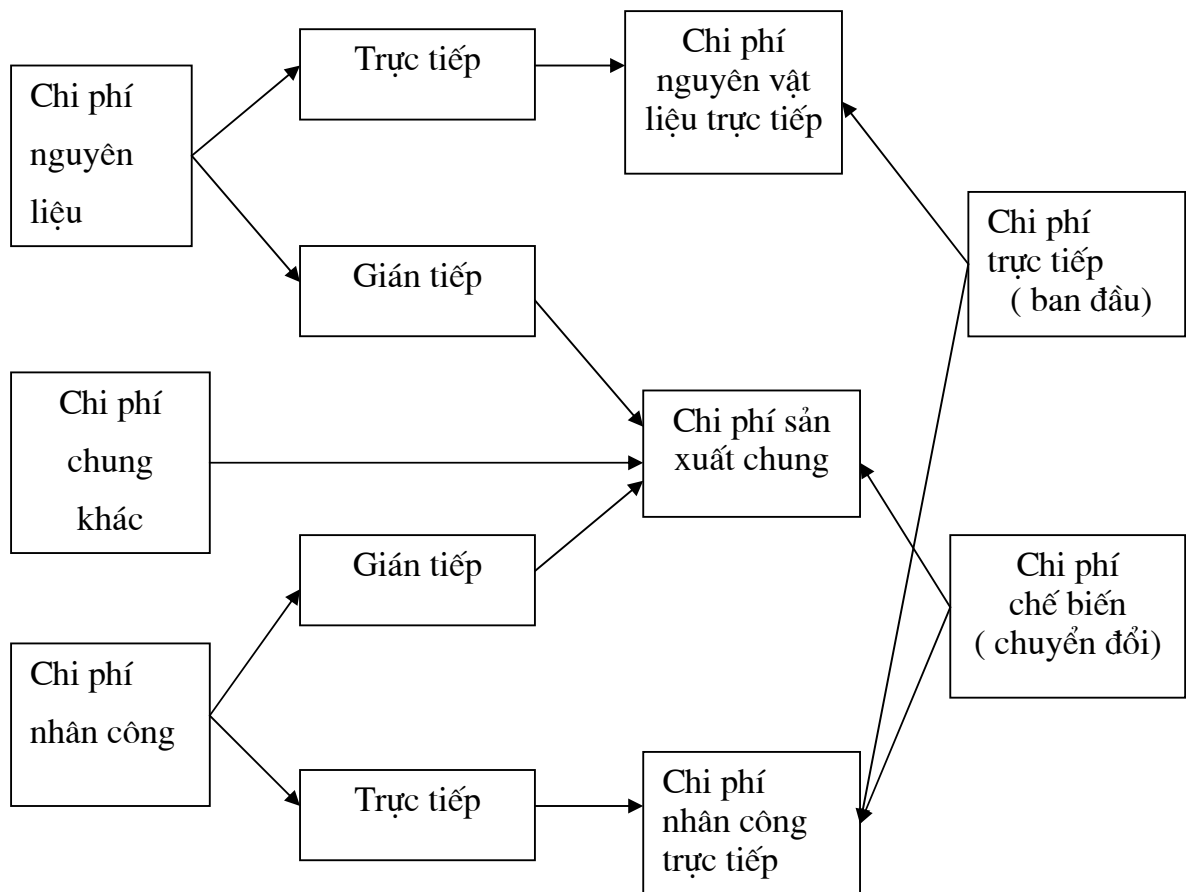 Chi phí
nguyên
liệu
Trực tiếp
Chi phí
nguyên vật
liệu trực tiếp
Gián tiếp
Chi phí
trực tiếp
( ban đầu)
Chi phí
chung
khác
Chi phí sản
xuất chung
Gián tiếp
Chi phí
chế biến
( chuyển đổi)
Chi phí
nhân công
Trực tiếp
Chi phí
nhân công
trực tiếp